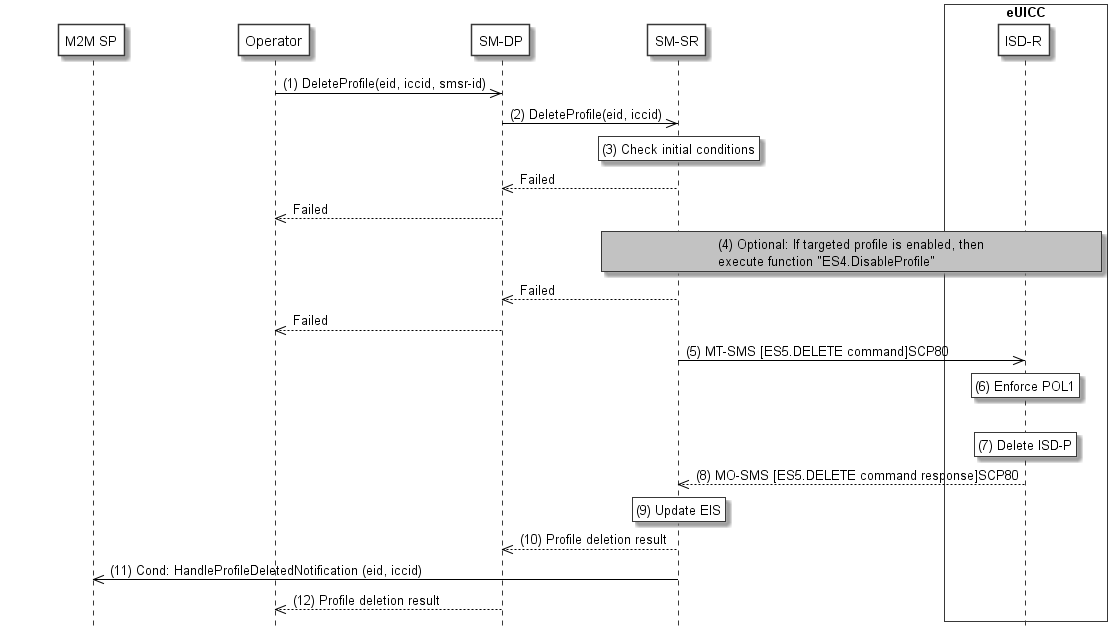 eUICC
M2M SP
Operator
SM-DP
SM-SR
ISD-R
(1) DeleteProfile(eid, iccid, smsr-id)
(2) DeleteProfile(eid, iccid)
(3) Check initial conditions
Failed
Failed
(4) Optional: If targeted profile is enabled, then
execute function "ES4.DisableProfile"
Failed
Failed
(5) MT-SMS [ES5.DELETE command]SCP80
(6) Enforce POL1
(7) Delete ISD-P
(8) MO-SMS [ES5.DELETE command response]SCP80
(9) Update EIS
(10) Profile deletion result
(11) Cond: HandleProfileDeletedNotification (eid, iccid)
(12) Profile deletion result